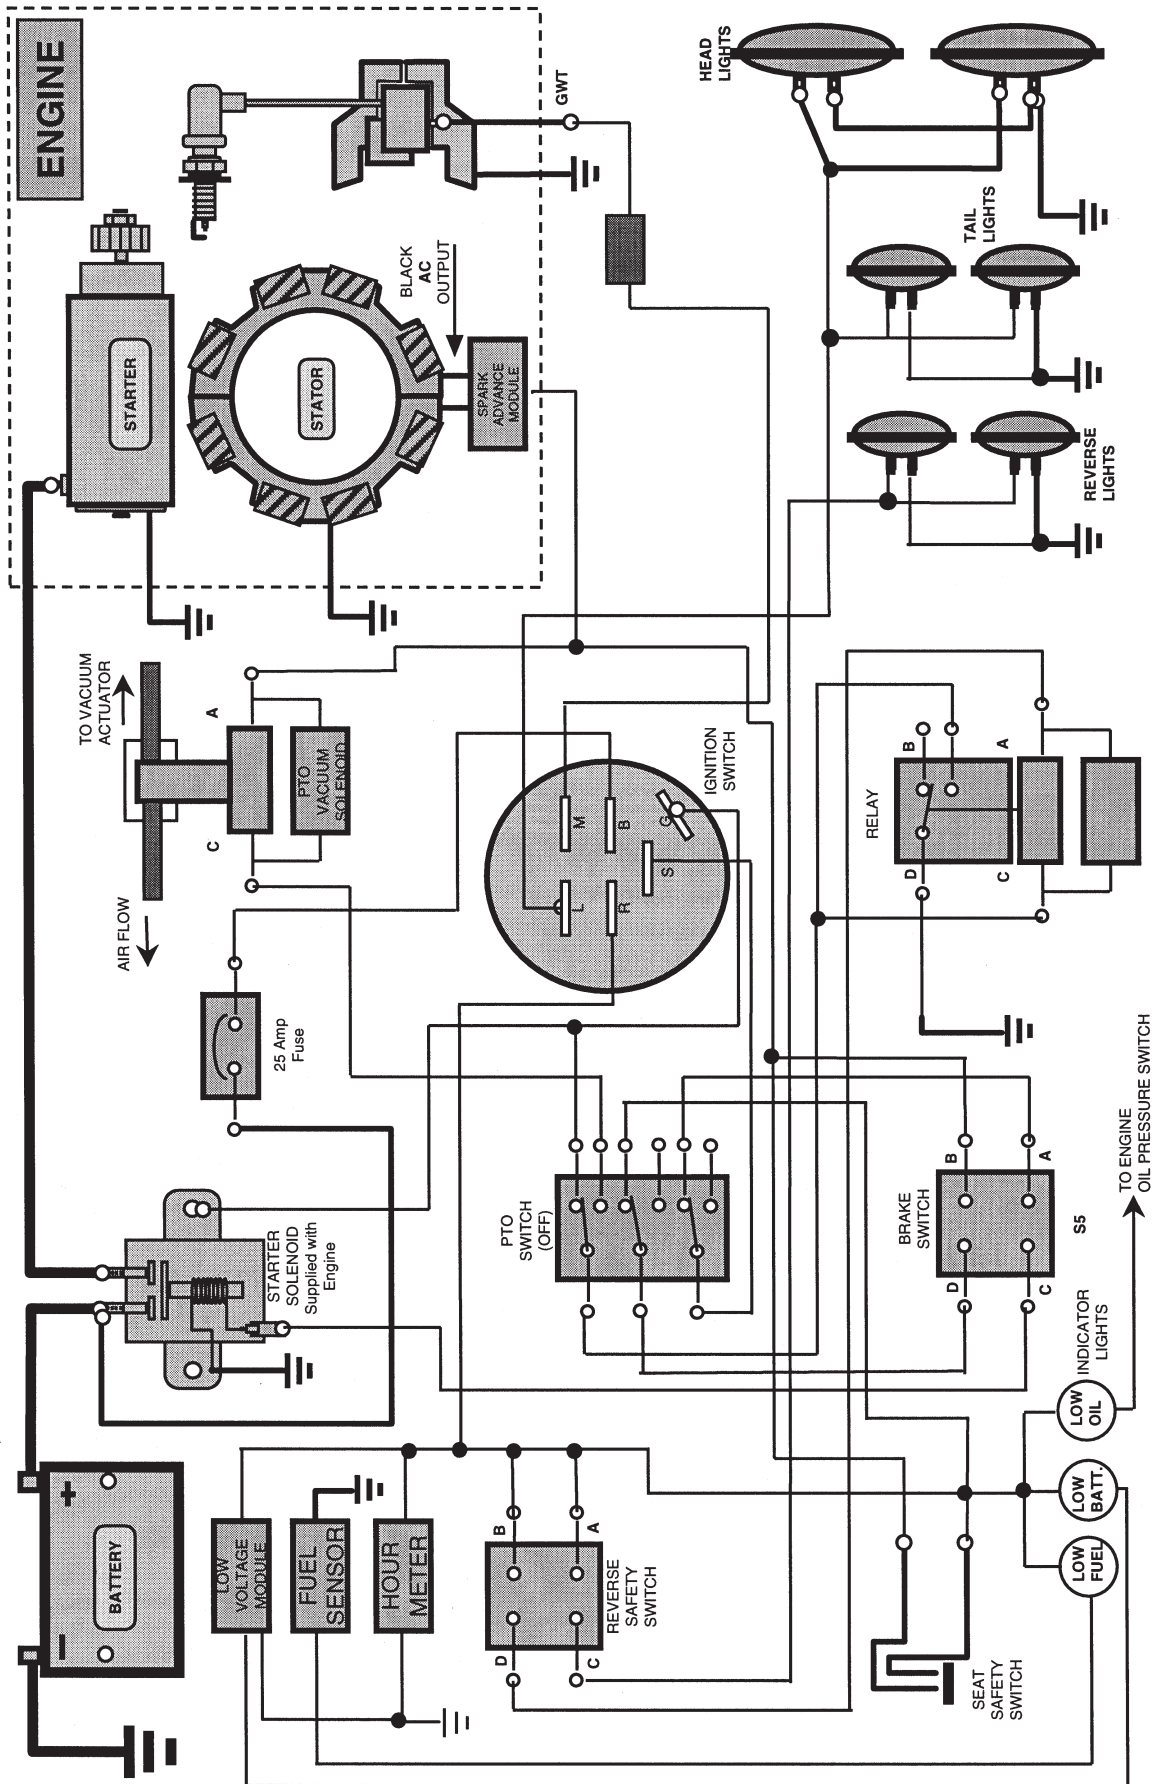 ENGINE
HEAD
LIGHTS
GWT
TAIL
LIGHTS
BLACK
AC
OUTPUT
STARTER
STATOR
SPARK
ADVANCE
MODULE
REVERSE
LIGHTS
TO VACUUM
ACTUATOR
A
PTO
VACUUM
SOLENOID
C
AIR FLOW
IGNITION
SWITCH
M
B
G
S
L
R
RELAY
B
A
D
C
25 Amp
Fuse
STARTER
SOLENOID
Supplied with
Engine
PTO
SWITCH
(OFF)
BRAKE
SWITCH
B
A
D
C
S5
TO ENGINE
OIL PRESSURE SWITCH
INDICATOR
LIGHTS
LOW
OIL
LOW
BATT.
LOW
FUEL
+
BATTERY
–
LOW
VOLTAGE
MODULE
FUEL
SENSOR
HOUR
METER
B
A
REVERSE
SAFETY
SWITCH
D
C
SEAT
SAFETY
SWITCH